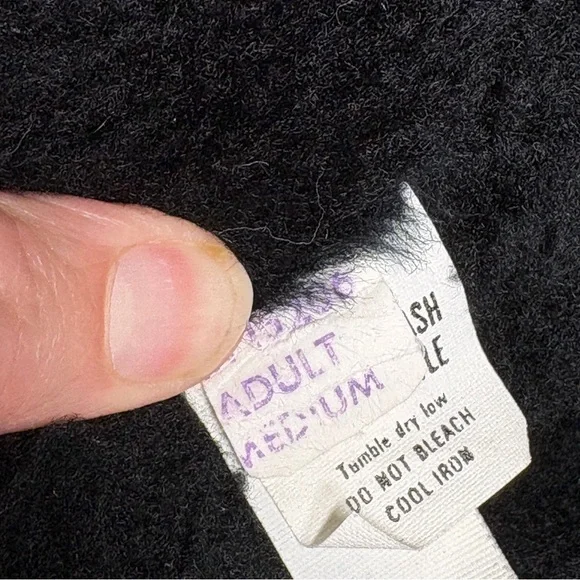 ADULT
MEDIUM
Tumble dry low
DO NOT BLEACH
COOL IRON